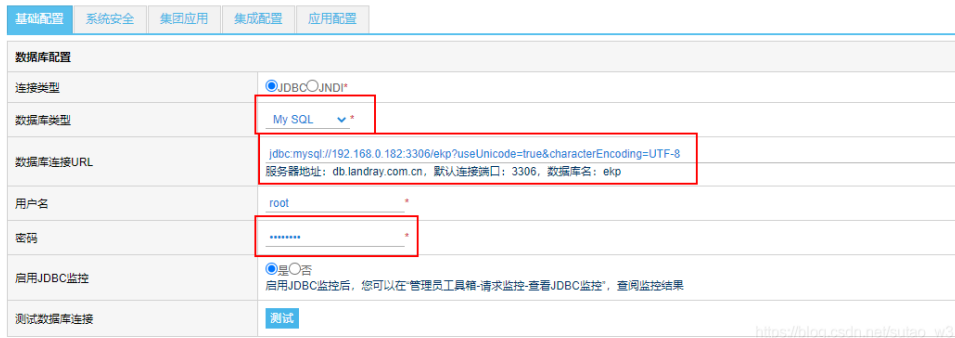 基础配置 系统安全 集团应用 集成配置 应用配置
数据库配置
连接类型 JDBC JNDI*
数据库类型 My SQL *
数据库连接URL jdbc:mysql://192.168.0.182:3306/ekp?useUnicode=true&characterEncoding=UTF-8
服务器地址：db.landray.com.cn，默认连接端口：3306，数据库名：ekp
用户名 root *
密码 •••••••• *
启用JDBC监控 是 否
启用JDBC监控后，您可以在“管理员工具箱-请求监控-查看JDBC监控”，查阅监控结果
测试数据库连接 测试
https://blog.csdn.net/sutao_w3